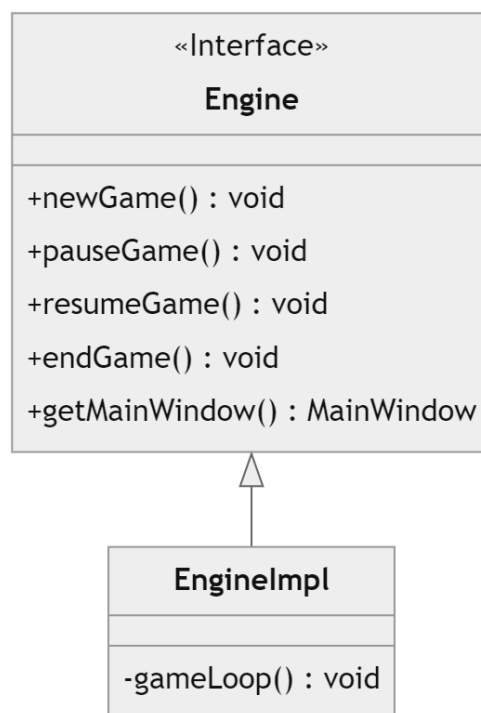 «Interface»
Engine
+newGame() : void
+pauseGame() : void
+resumeGame() : void
+endGame() : void
+getMainWindow() : MainWindow
EngineImpl
-gameLoop() : void